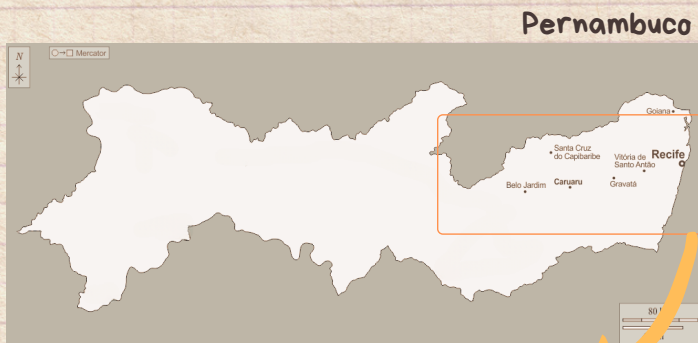 Pernambuco
N
Mercator
Goiana
Santa Cruz
do Capibaribe
Vitória de
Santo Antão
Recife
Belo Jardim
Caruaru
Gravatá
80